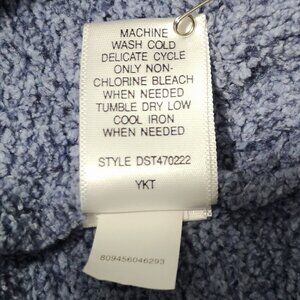 MACHINE
WASH COLD
DELICATE CYCLE
ONLY NON-
CHLORINE BLEACH
WHEN NEEDED
TUMBLE DRY LOW
COOL IRON
WHEN NEEDED
STYLE DST470222
YKT
809456046293